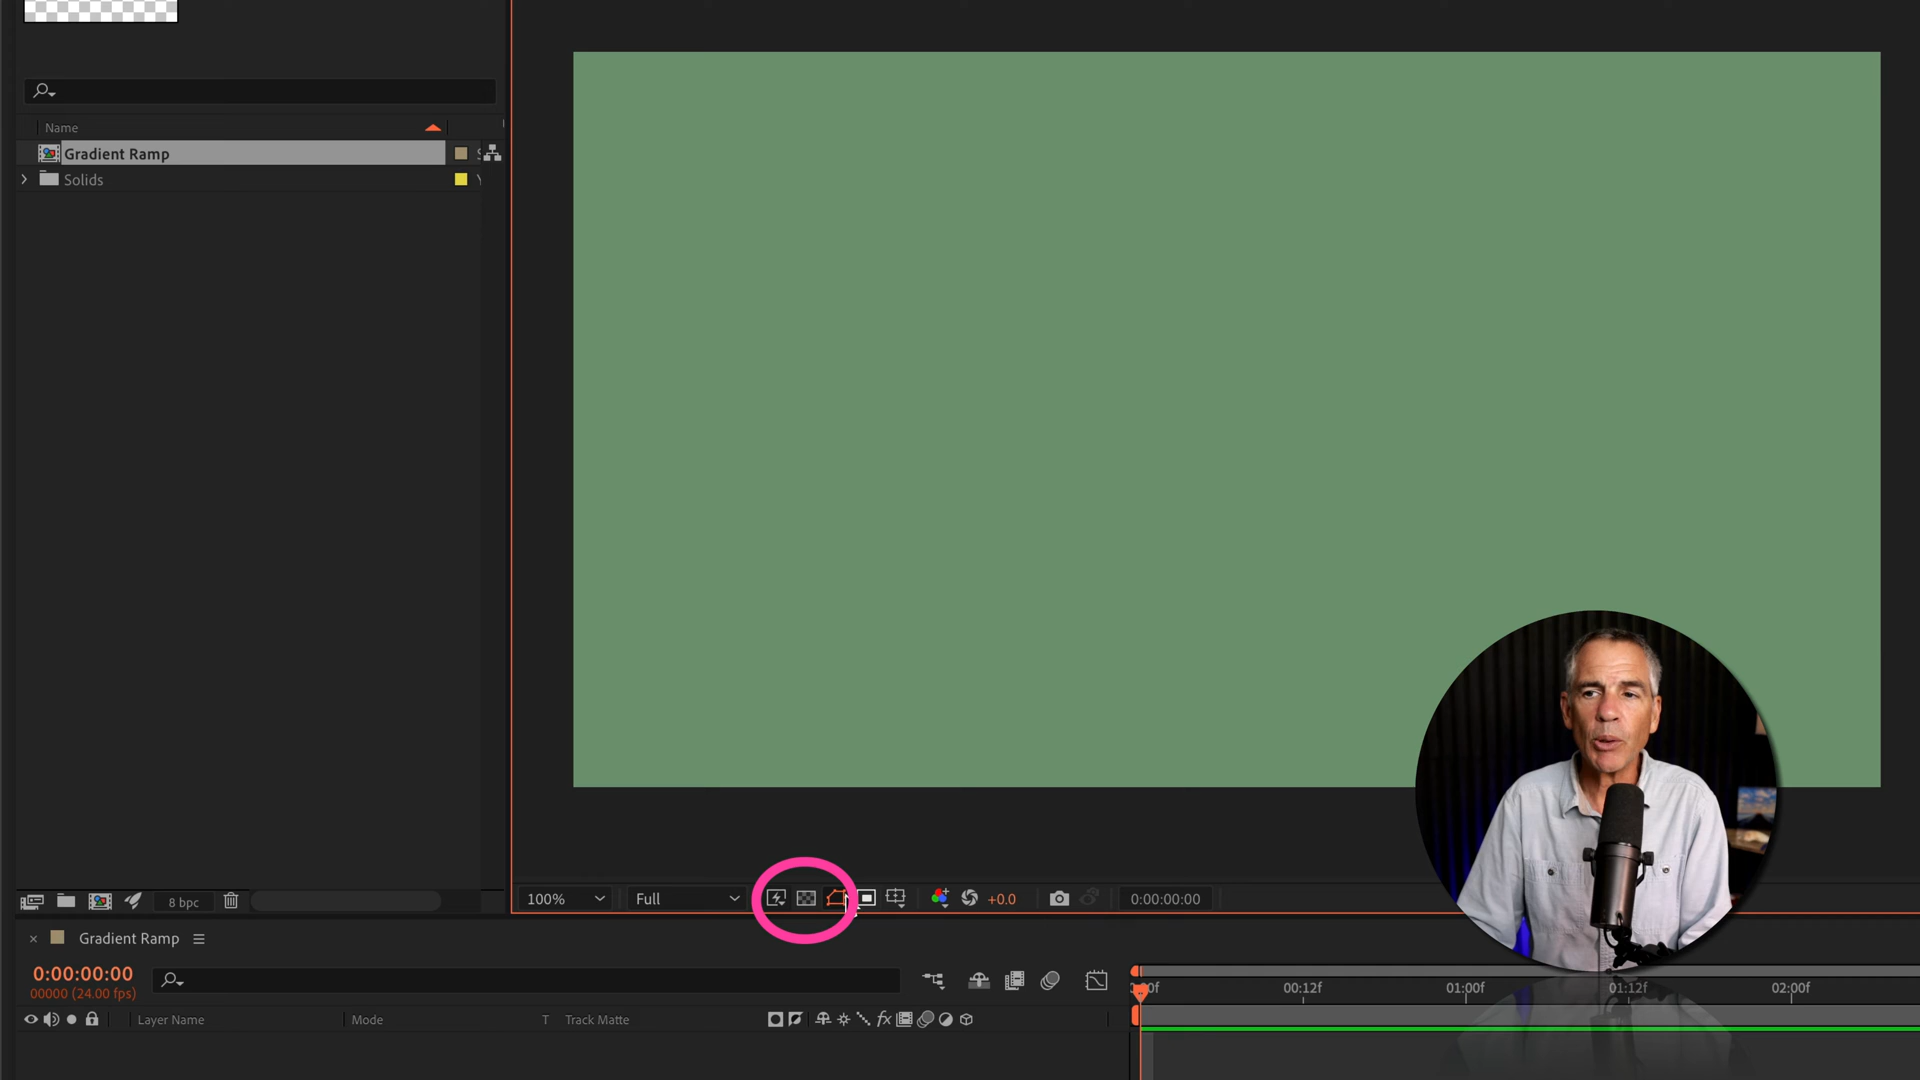 Name
Gradient Ramp
Solids
100%
Full
+0.0
0:00:00:00
8 bpc
Gradient Ramp
0:00:00:00
00000 (24.00 fps)
00:12f
01:00f
01:12f
02:00f
Layer Name
Mode
T
Track Matte
fx